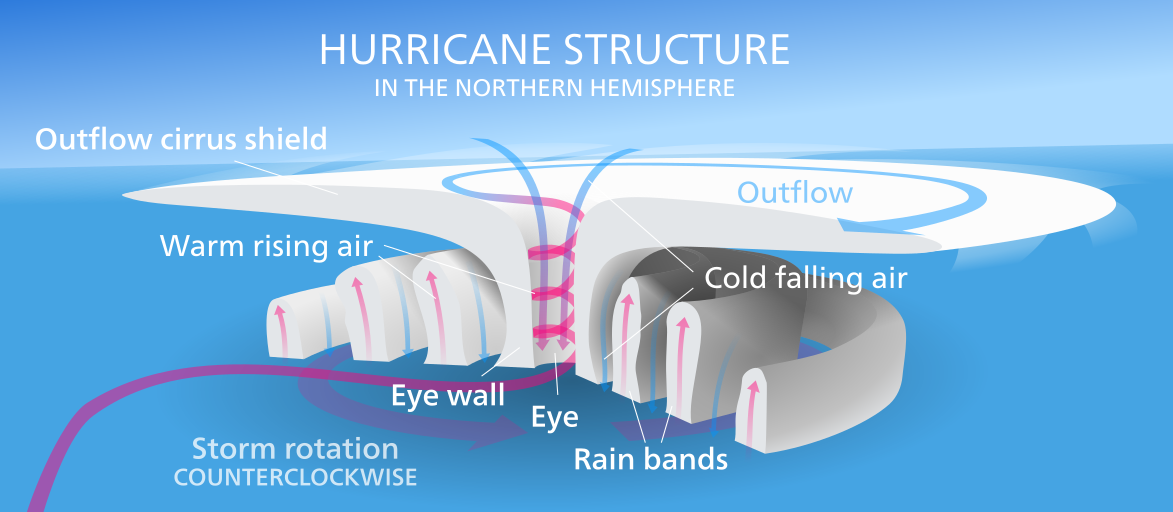 HURRICANE STRUCTURE
IN THE NORTHERN HEMISPHERE
Outflow cirrus shield
Outflow
Warm rising air
Cold falling air
Eye wall
Eye
Storm rotation
COUNTERCLOCKWISE
Rain bands